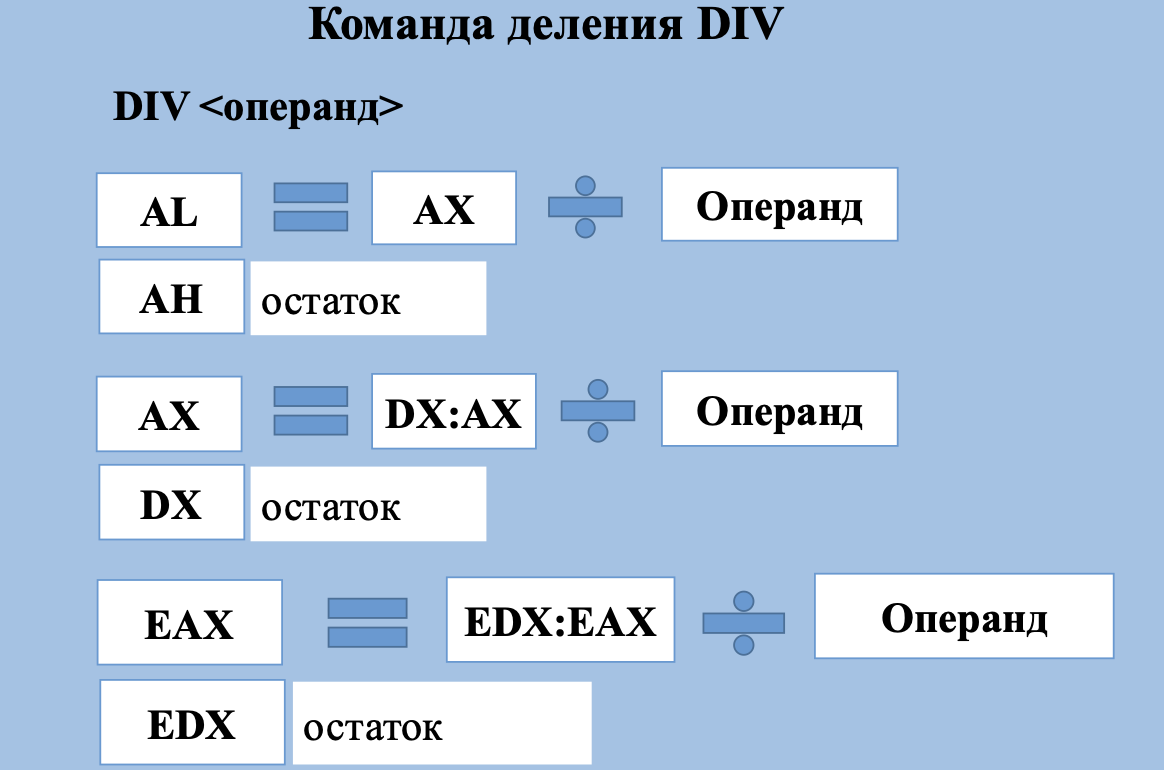 Команда деления DIV
DIV <операнд>
AL = AX ÷ Операнд
AH остаток
AX = DX:AX ÷ Операнд
DX остаток
EAX = EDX:EAX ÷ Операнд
EDX остаток